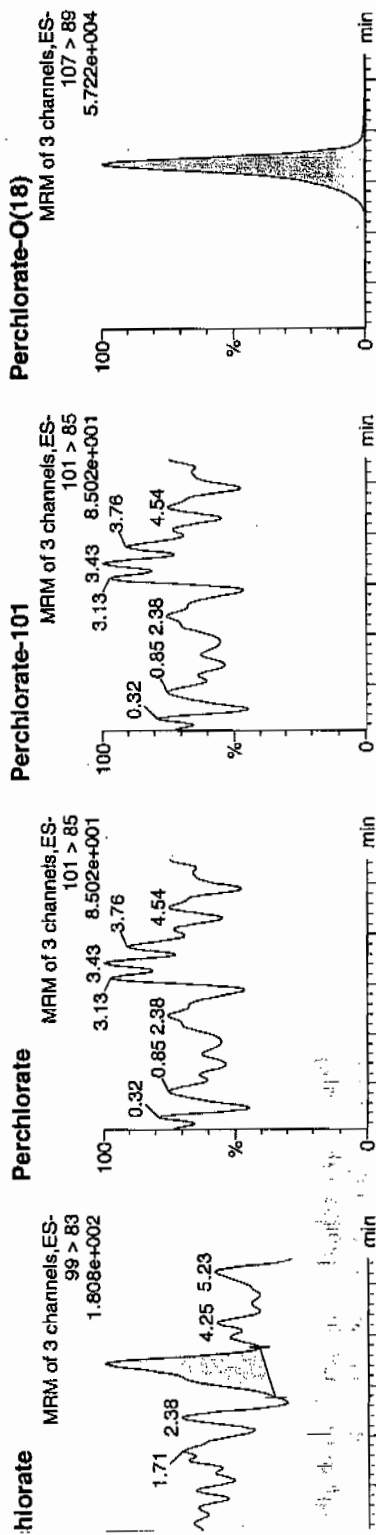 hlorate
MRM of 3 channels,ES-
99 > 83
1.808e+002
1.71
2.38
4.25
5.23
min
Perchlorate
MRM of 3 channels,ES-
101 > 85
8.502e+001
100
%
0
0.32
0.85
2.38
3.13
3.43
3.76
4.54
min
Perchlorate-101
MRM of 3 channels,ES-
101 > 85
8.502e+001
100
%
0
0.32
0.85
2.38
3.13
3.43
3.76
4.54
min
Perchlorate-O(18)
MRM of 3 channels,ES-
107 > 89
5.722e+004
100
%
0
min